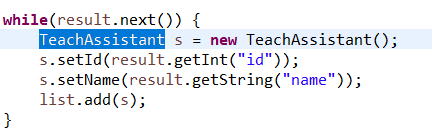 while(result.next()) {
TeachAssistant s = new TeachAssistant();
s.setId(result.getInt("id"));
s.setName(result.getString("name"));
list.add(s);
}